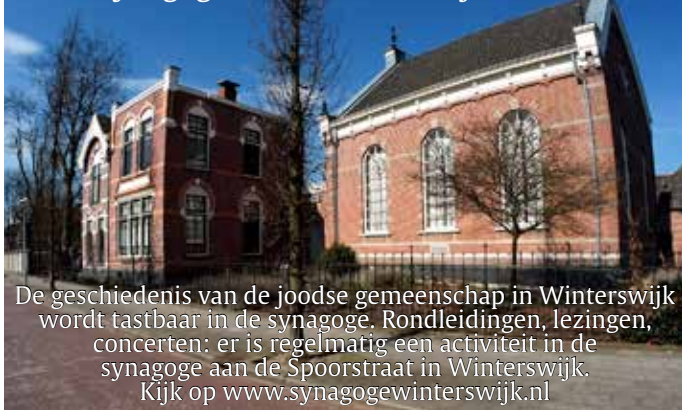 De geschiedenis van de joodse gemeenschap in Winterswijk
wordt tastbaar in de synagoge. Rondleidingen, lezingen,
concerten: er is regelmatig een activiteit in de
synagoge aan de Spoorstraat in Winterswijk.
Kijk op www.synagogewinterswijk.nl